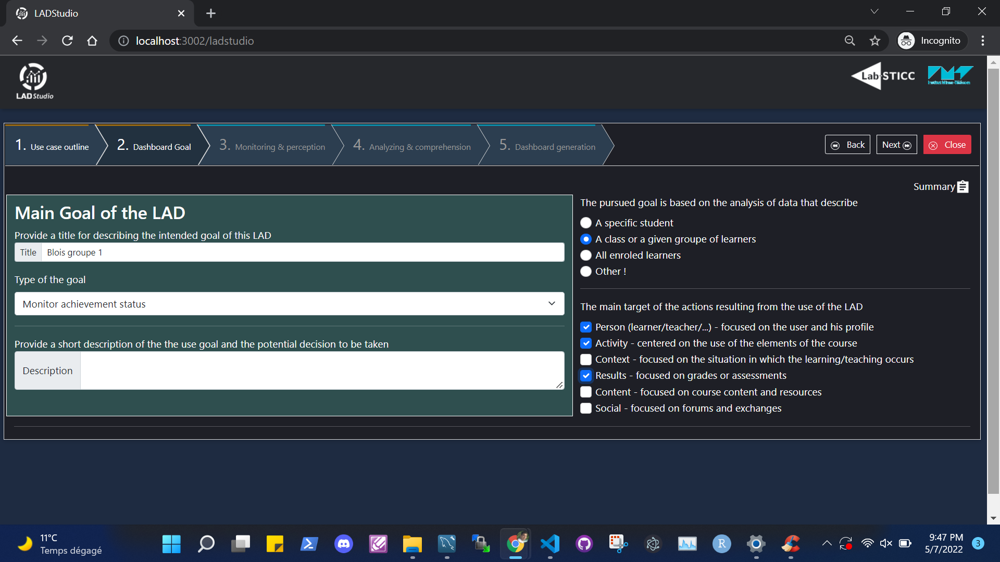 LADStudio
localhost:3002/ladstudio
Incognito
LAD Studio
Lab-STICC
Institut Mines-Télécom
1. Use case outline
2. Dashboard Goal
3. Monitoring & perception
4. Analyzing & comprehension
5. Dashboard generation
Back
Next
Close
Summary
Main Goal of the LAD
Provide a title for describing the intended goal of this LAD
Title Blois groupe 1
Type of the goal
Monitor achievement status
Provide a short description of the the use goal and the potential decision to be taken
Description
The pursued goal is based on the analysis of data that describe
A specific student
A class or a given groupe of learners
All enroled learners
Other !
The main target of the actions resulting from the use of the LAD
Person (learner/teacher/...) - focused on the user and his profile
Activity - centered on the use of the elements of the course
Context - focused on the situation in which the learning/teaching occurs
Results - focused on grades or assessments
Content - focused on course content and resources
Social - focused on forums and exchanges
11°C
Temps dégagé
R
9:47 PM
5/7/2022
3